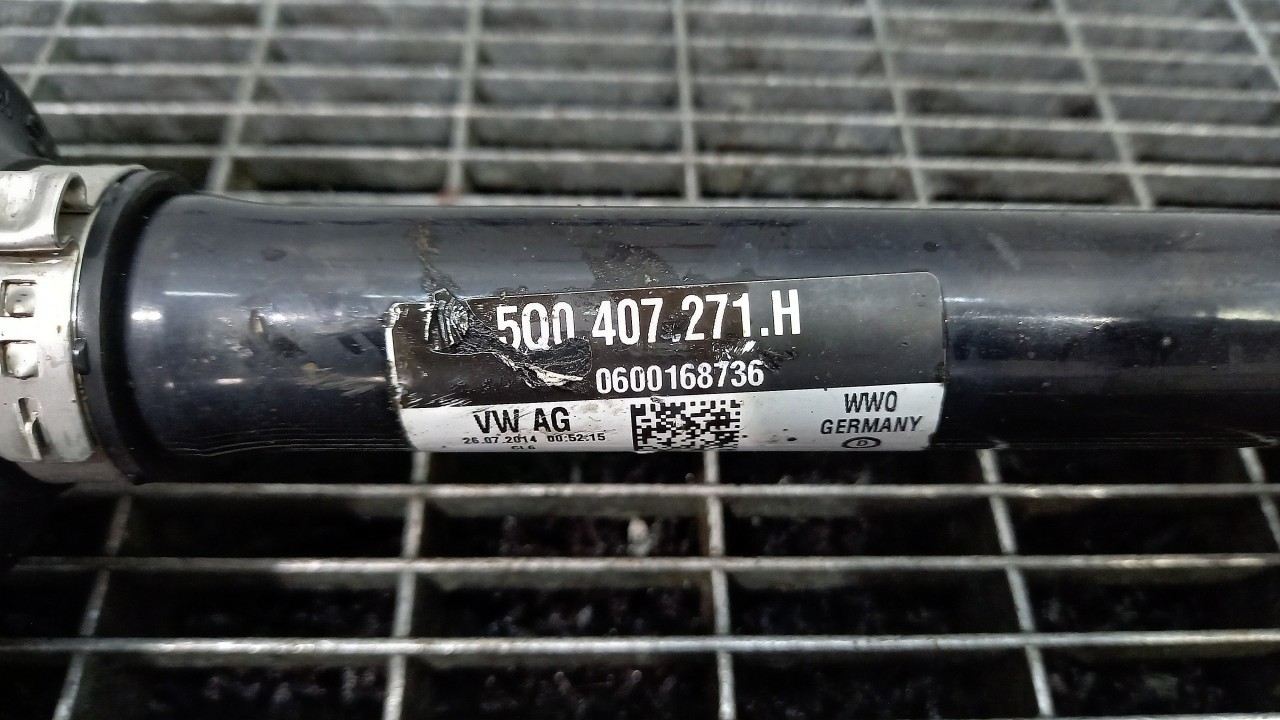 5Q0 407.271.H
0600168736
VW AG
26.07.2014 00:52:15
WWO
GERMANY
D